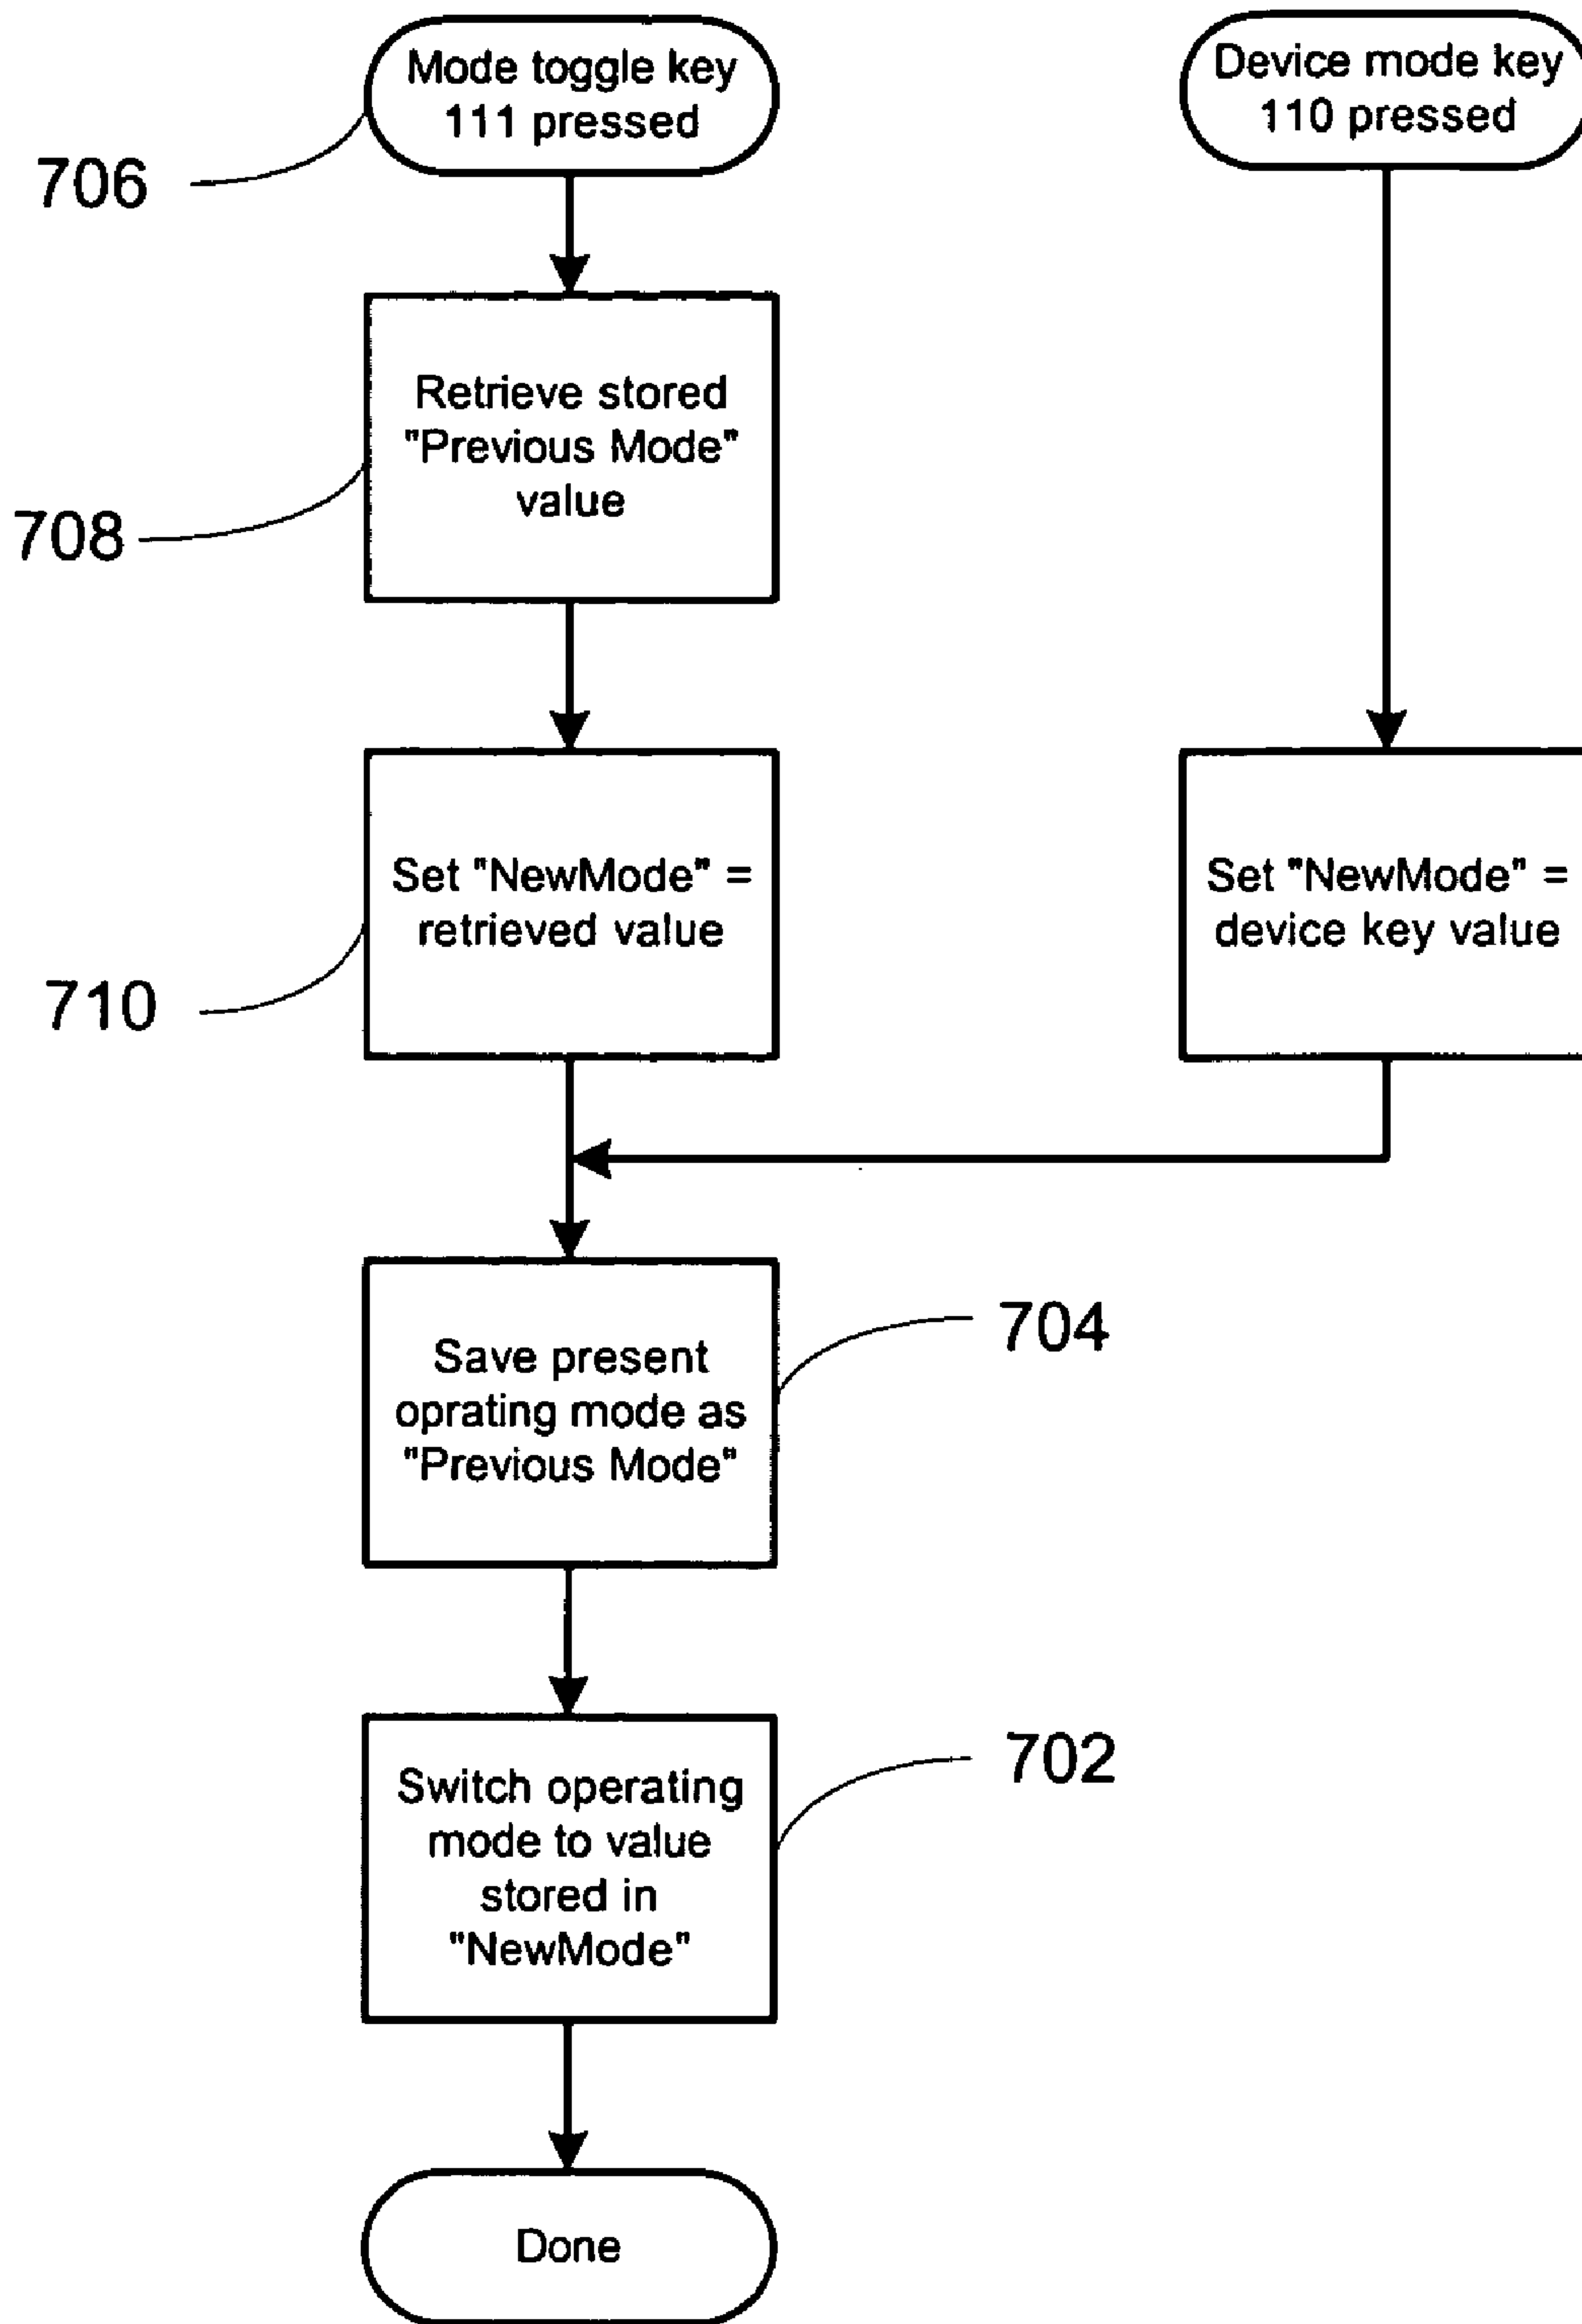 Mode toggle key
111 pressed
Device mode key
110 pressed
706
Retrieve stored
"Previous Mode"
value
708
Set "NewMode" =
retrieved value
Set "NewMode" =
device key value
710
Save present
oprating mode as
"Previous Mode"
704
Switch operating
mode to value
stored in
"NewMode"
702
Done